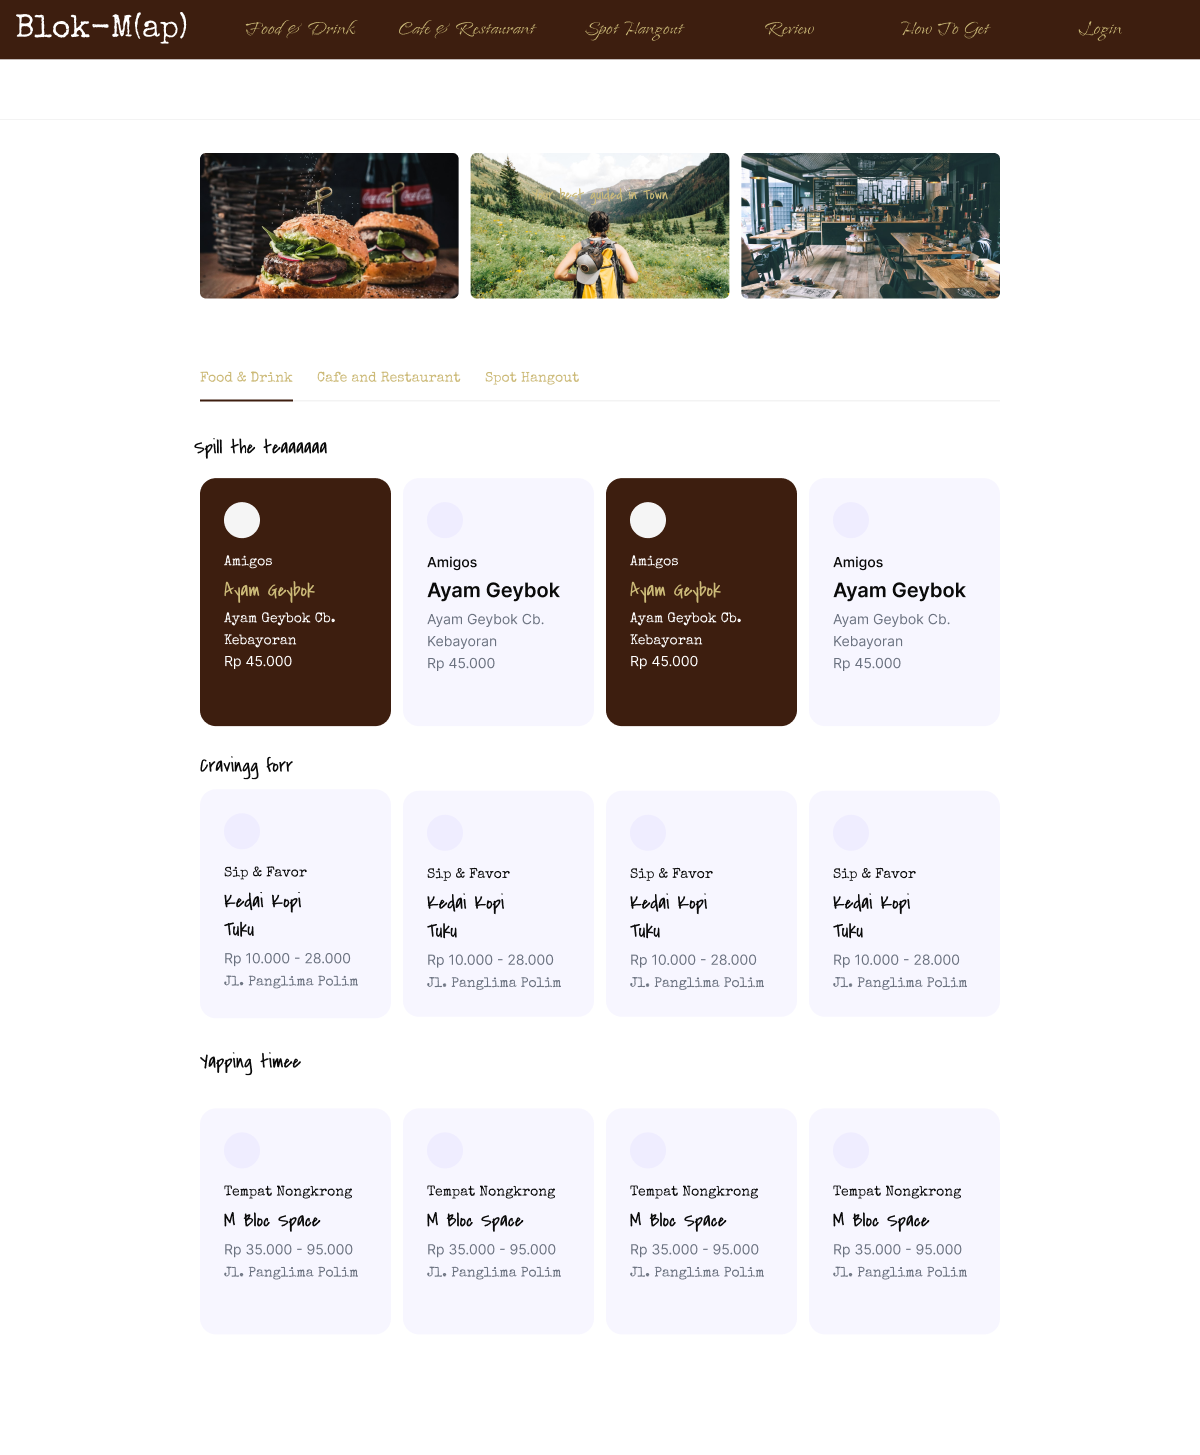 Blok-M(ap)
Food & Drink
Cafe & Restaurant
Spot Hangout
Review
How To Get
Login
in Town
Food & Drink
Cafe and Restaurant
Spot Hangout
Spill the teaaaaaa
Amigos
Ayam Geybok
Ayam Geybok Cb.
Kebayoran
Rp 45.000
Amigos
Ayam Geybok
Ayam Geybok Cb.
Kebayoran
Rp 45.000
Amigos
Ayam Geybok
Ayam Geybok Cb.
Kebayoran
Rp 45.000
Amigos
Ayam Geybok
Ayam Geybok Cb.
Kebayoran
Rp 45.000
Cravingg forr
Sip & Favor
Kedai Kopi
Tuku
Rp 10.000 - 28.000
Jl. Panglima Polim
Sip & Favor
Kedai Kopi
Tuku
Rp 10.000 - 28.000
Jl. Panglima Polim
Sip & Favor
Kedai Kopi
Tuku
Rp 10.000 - 28.000
Jl. Panglima Polim
Sip & Favor
Kedai Kopi
Tuku
Rp 10.000 - 28.000
Jl. Panglima Polim
Yapping timee
Tempat Nongkrong
M Bloc Space
Rp 35.000 - 95.000
Jl. Panglima Polim
Tempat Nongkrong
M Bloc Space
Rp 35.000 - 95.000
Jl. Panglima Polim
Tempat Nongkrong
M Bloc Space
Rp 35.000 - 95.000
Jl. Panglima Polim
Tempat Nongkrong
M Bloc Space
Rp 35.000 - 95.000
Jl. Panglima Polim